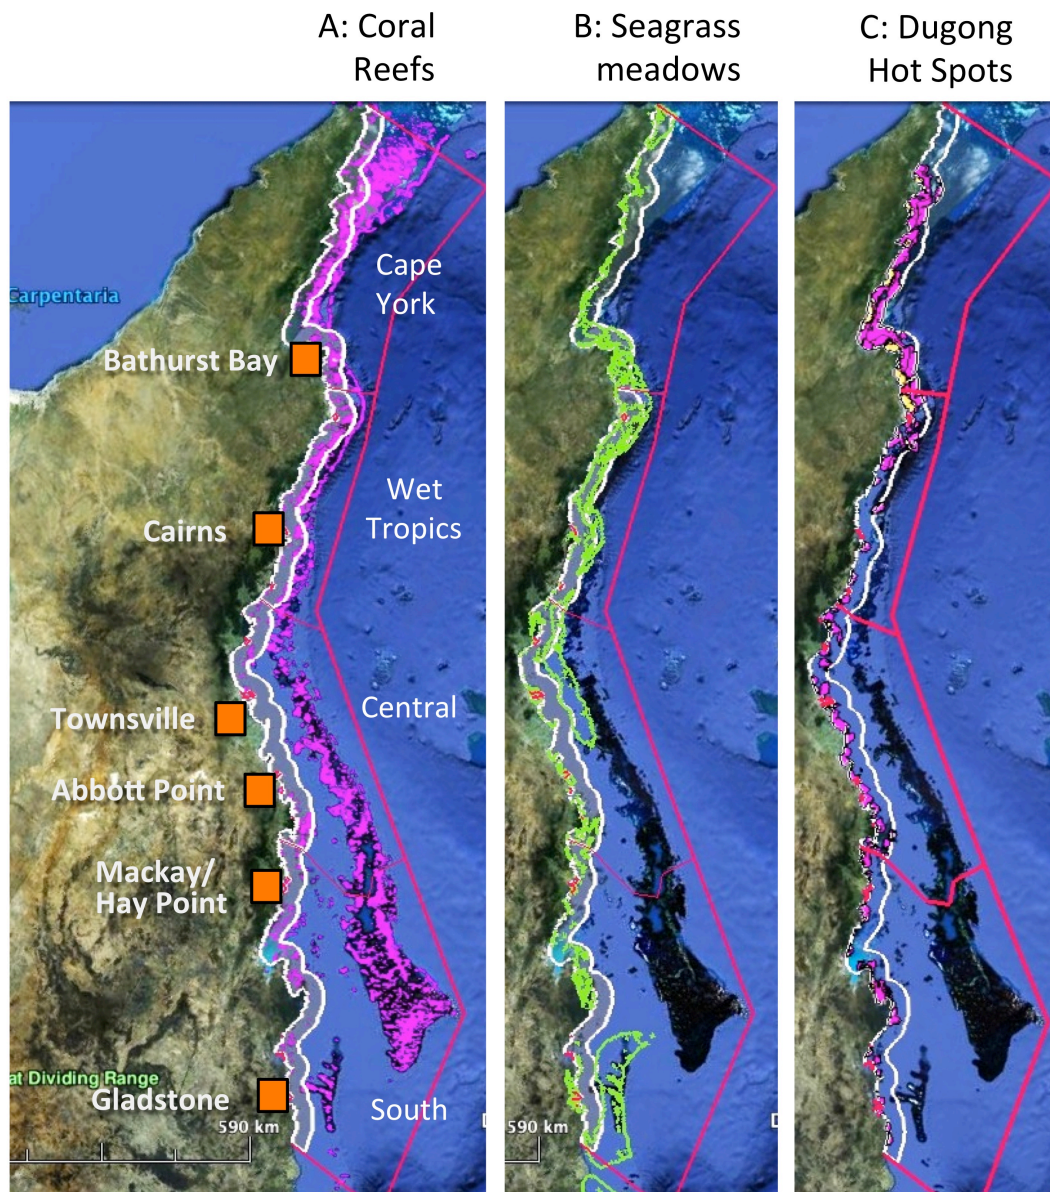 A: Coral
Reefs
B: Seagrass
meadows
C: Dugong
Hot Spots
Cape
York
Carpentaria
Bathurst Bay
Wet
Tropics
Cairns
Central
Townsville
Abbott Point
Mackay/
Hay Point
at Dividing Range
Gladstone
South
590 km
590 km